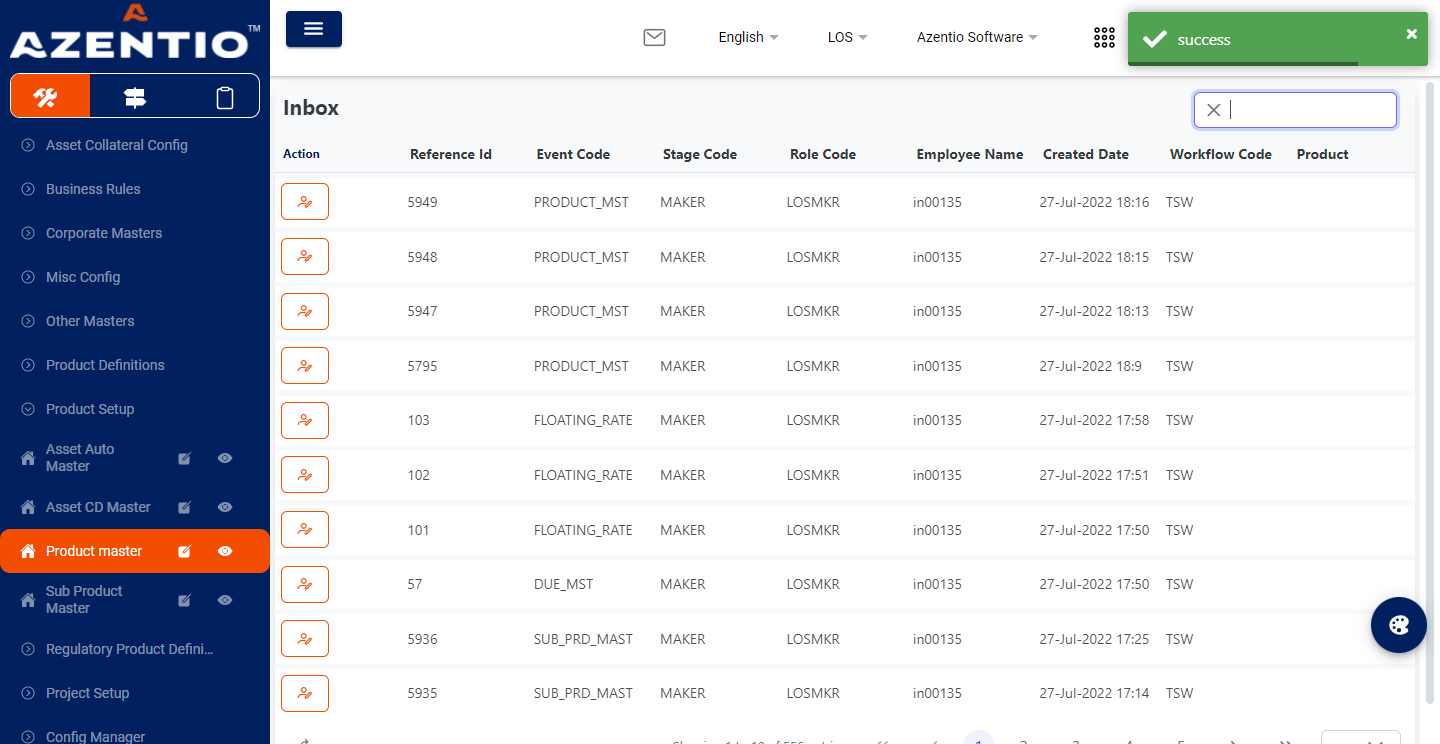 AZENTIO™
English
LOS
Azentio Software
success
Inbox
Action Reference Id Event Code Stage Code Role Code Employee Name Created Date Workflow Code Product
5949 PRODUCT_MST MAKER LOSMKR in00135 27-Jul-2022 18:16 TSW
5948 PRODUCT_MST MAKER LOSMKR in00135 27-Jul-2022 18:15 TSW
5947 PRODUCT_MST MAKER LOSMKR in00135 27-Jul-2022 18:13 TSW
5795 PRODUCT_MST MAKER LOSMKR in00135 27-Jul-2022 18:9 TSW
103 FLOATING_RATE MAKER LOSMKR in00135 27-Jul-2022 17:58 TSW
102 FLOATING_RATE MAKER LOSMKR in00135 27-Jul-2022 17:51 TSW
101 FLOATING_RATE MAKER LOSMKR in00135 27-Jul-2022 17:50 TSW
57 DUE_MST MAKER LOSMKR in00135 27-Jul-2022 17:50 TSW
5936 SUB_PRD_MAST MAKER LOSMKR in00135 27-Jul-2022 17:25 TSW
5935 SUB_PRD_MAST MAKER LOSMKR in00135 27-Jul-2022 17:14 TSW
Asset Collateral Config
Business Rules
Corporate Masters
Misc Config
Other Masters
Product Definitions
Product Setup
Asset Auto
Master
Asset CD Master
Product master
Sub Product
Master
Regulatory Product Defini...
Project Setup
Config Manager